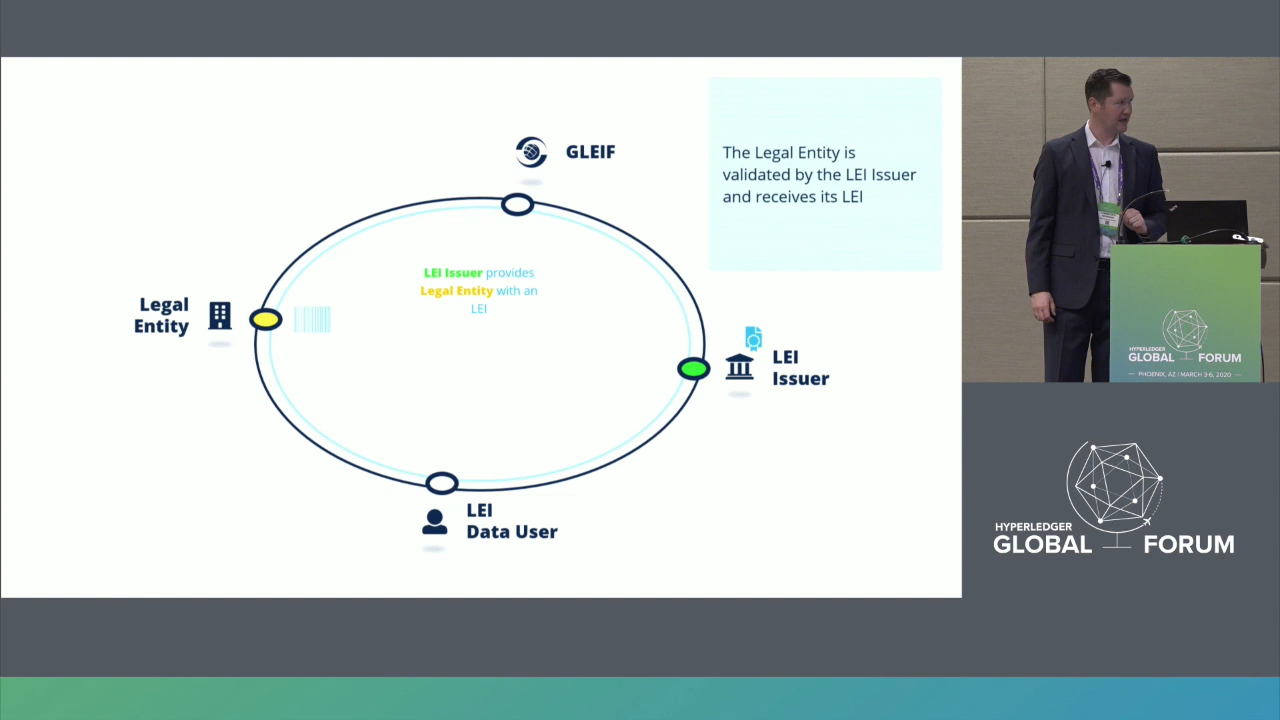 GLEIF
The Legal Entity is
validated by the LEI Issuer
and receives its LEI
LEI Issuer provides
Legal Entity with an
LEI
Legal
Entity
LEI
Issuer
LEI
Data User
HYPERLEDGER
GLOBAL FORUM
PHOENIX, AZ / MARCH 3-6, 2020
HYPERLEDGER
GLOBAL FORUM